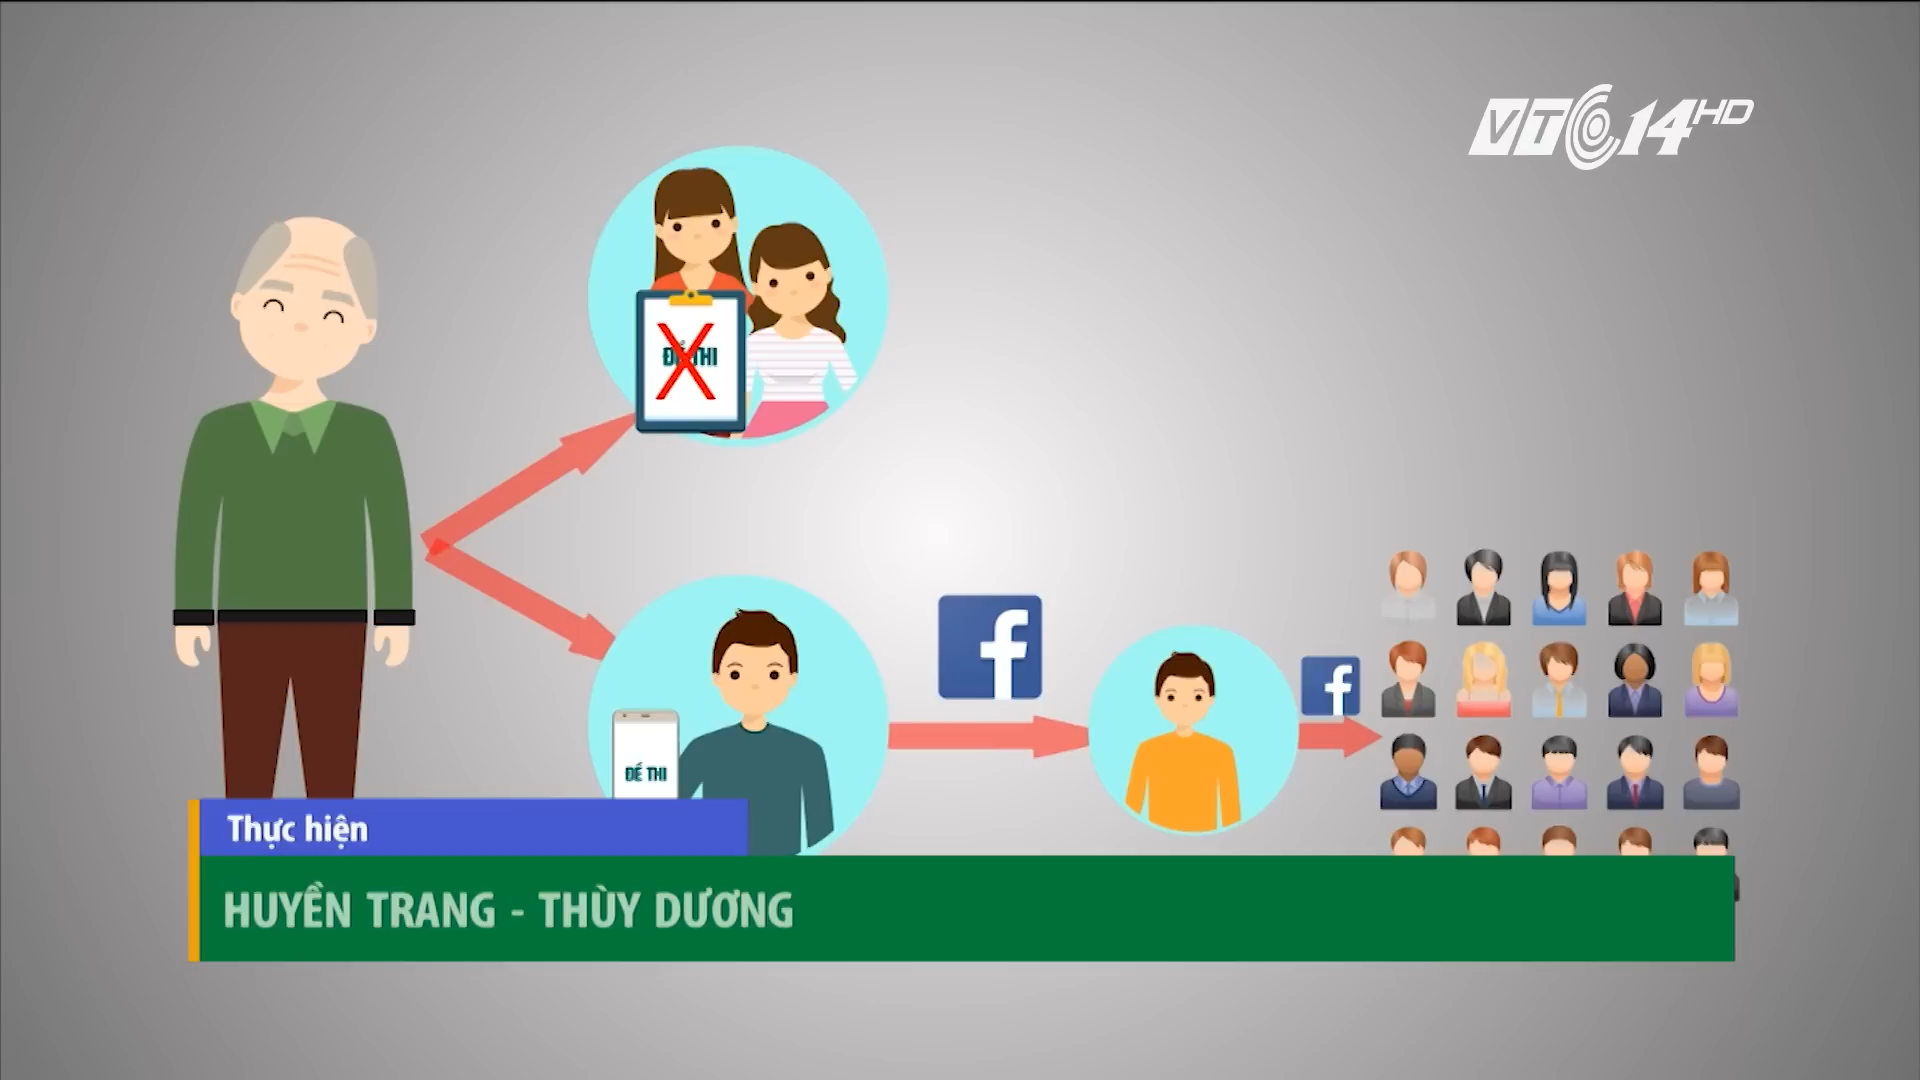 VTC14 HD
ĐỀ THI
ĐỀ THI
Thực hiện
HUYỀN TRANG - THÙY DƯƠNG